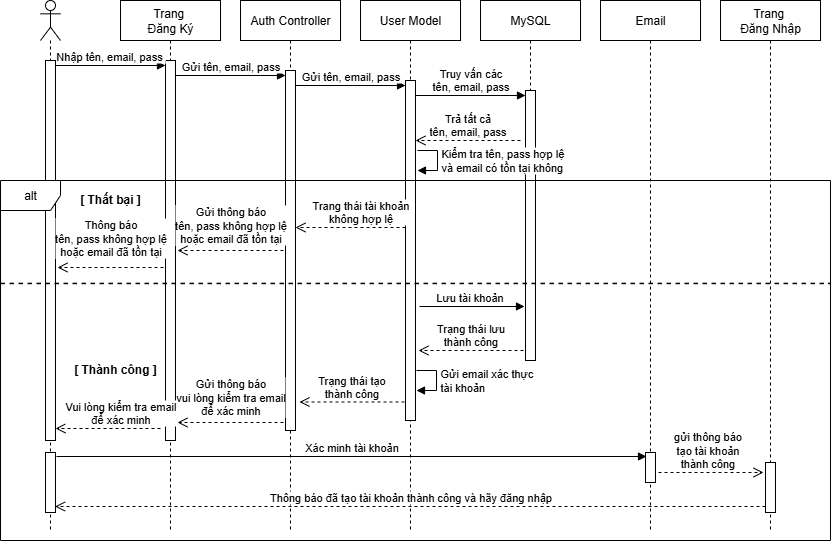 Trang
Đăng Ký
Auth Controller
User Model
MySQL
Email
Trang
Đăng Nhập
Nhập tên, email, pass
Gửi tên, email, pass
Gửi tên, email, pass
Truy vấn các
tên, email, pass
Trả tất cả
tên, email, pass
Kiểm tra tên, pass hợp lệ
và email có tồn tại không
alt
[ Thất bại ]
Trang thái tài khoản
không hợp lệ
Gửi thông báo
tên, pass không hợp lệ
hoặc email đã tồn tại
Thông báo
tên, pass không hợp lệ
hoặc email đã tồn tại
Lưu tài khoản
Trạng thái lưu
thành công
[ Thành công ]
Gửi email xác thực
tài khoản
Trạng thái tạo
thành công
Gửi thông báo
vui lòng kiểm tra email
để xác minh
Vui lòng kiểm tra email
để xác minh
Xác minh tài khoản
gửi thông báo
tạo tài khoản
thành công
Thông báo đã tạo tài khoản thành công và hãy đăng nhập